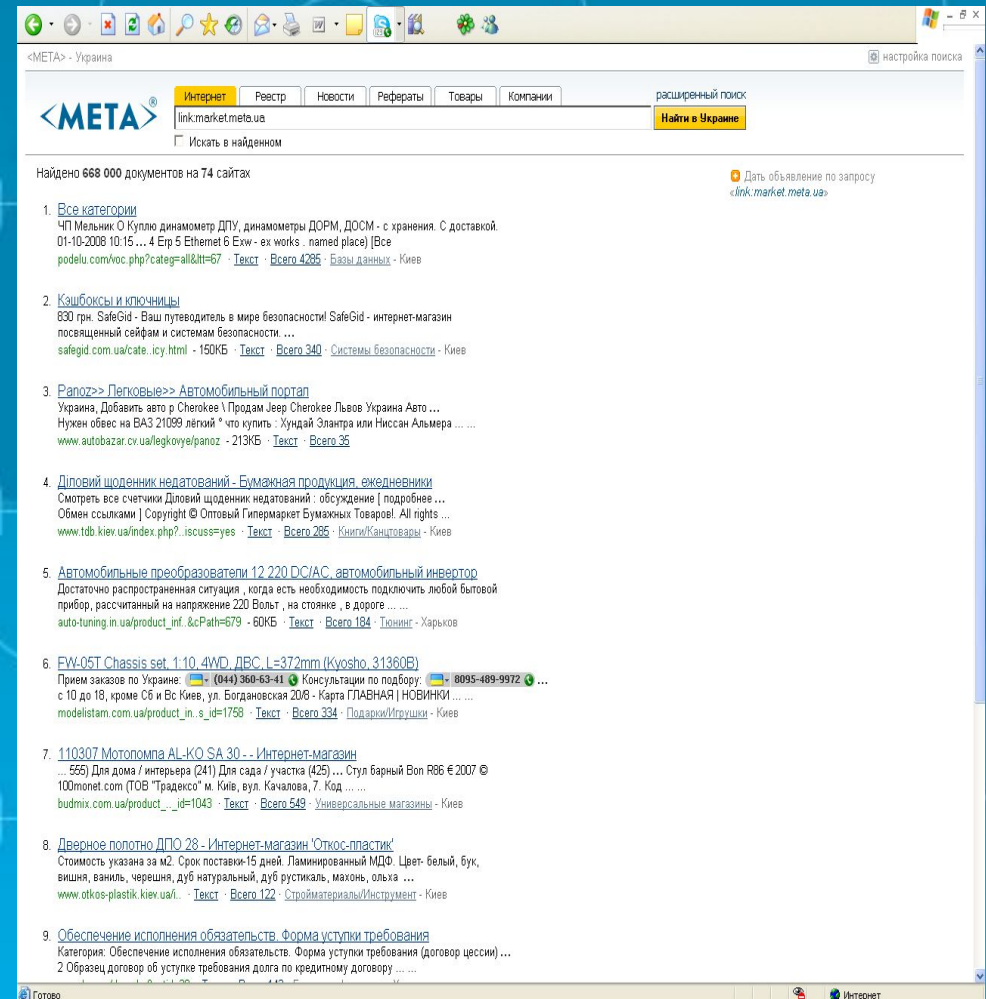 <META> - Украина
настройка поиска
Интернет Реестр Новости Рефераты Товары Компании расширенный поиск
<META>®
link:market.meta.ua Найти в Украине
Искать в найденном
Найдено 668 000 документов на 74 сайтах
Дать объявление по запросу
«link:market.meta.ua»
1. Все категории
ЧП Мельник О Куплю динамометр ДПУ, динамометры ДОРМ, ДОСМ - с хранения. С доставкой.
01-10-2008 10:15 ... 4 Erp 5 Ethernet 6 Exw - ex works . named place) [Все
podelu.com/voc.php?categ=all&ltt=67 · Текст · Всего 4285 · Базы данных - Киев
2. Кэшбоксы и ключницы
830 грн. SafeGid - Ваш путеводитель в мире безопасности! SafeGid - интернет-магазин
посвященный сейфам и системам безопасности. ...
safegid.com.ua/cate..icy.html - 150КБ · Текст · Всего 340 · Системы безопасности - Киев
3. Panoz>> Легковые>> Автомобильный портал
Украина, Добавить авто р Cherokee \ Продам Jeep Cherokee Львов Украина Авто ...
Нужен обвес на ВАЗ 21099 лёгкий ° что купить : Хундай Элантра или Ниссан Альмера ... ...
www.autobazar.cv.ua/legkovye/panoz - 213КБ · Текст · Всего 35
4. Діловий щоденник недатований - Бумажная продукция, ежедневники
Смотреть все счетчики Діловий щоденник недатований : обсуждение [ подробнее ...
Обмен ссылками ] Copyright © Оптовый Гипермаркет Бумажных Товаров!. All rights ...
www.tdb.kiev.ua/index.php?..iscuss=yes · Текст · Всего 285 · Книги/Канцтовары - Киев
5. Автомобильные преобразователи 12 220 DC/AC, автомобильный инвертор
Достаточно распространенная ситуация , когда есть необходимость подключить любой бытовой
прибор, рассчитанный на напряжение 220 Вольт , на стоянке , в дороге ... ...
auto-tuning.in.ua/product_inf..&cPath=679 - 60КБ · Текст · Всего 184 · Тюнинг - Харьков
6. FW-05T Chassis set, 1:10, 4WD, ДВС, L=372mm (Kyosho, 31360B)
Прием заказов по Украине: (044) 360-63-41 Консультации по подбору: 8095-489-9972 ...
с 10 до 18, кроме Сб и Вс Киев, ул. Богдановская 20/8 - Карта ГЛАВНАЯ | НОВИНКИ ... ...
modelistam.com.ua/product_in..s_id=1758 · Текст · Всего 334 · Подарки/Игрушки - Киев
7. 110307 Мотопомпа AL-KO SA 30 - - Интернет-магазин
... 555) Для дома / интерьера (241) Для сада / участка (425) ... Стул барный Bon R86 € 2007 ©
100monet.com (ТОВ "Традексо" м. Київ, вул. Качалова, 7. Код ... ...
budmix.com.ua/product_.._id=1043 · Текст · Всего 549 · Универсальные магазины - Киев
8. Дверное полотно ДПО 28 - Интернет-магазин 'Откос-пластик'
Стоимость указана за м2. Срок поставки-15 дней. Ламинированный МДФ. Цвет- белый, бук,
вишня, ваниль, черешня, дуб натуральный, дуб рустикаль, махонь, ольха ...
www.otkos-plastik.kiev.ua/i.. · Текст · Всего 122 · Стройматериалы/Инструмент - Киев
9. Обеспечение исполнения обязательств. Форма уступки требования
Категория: Обеспечение исполнения обязательств. Форма уступки требования (договор цессии) ...
2 Образец договор об уступке требования долга по кредитному договору ... ...
Готово Интернет